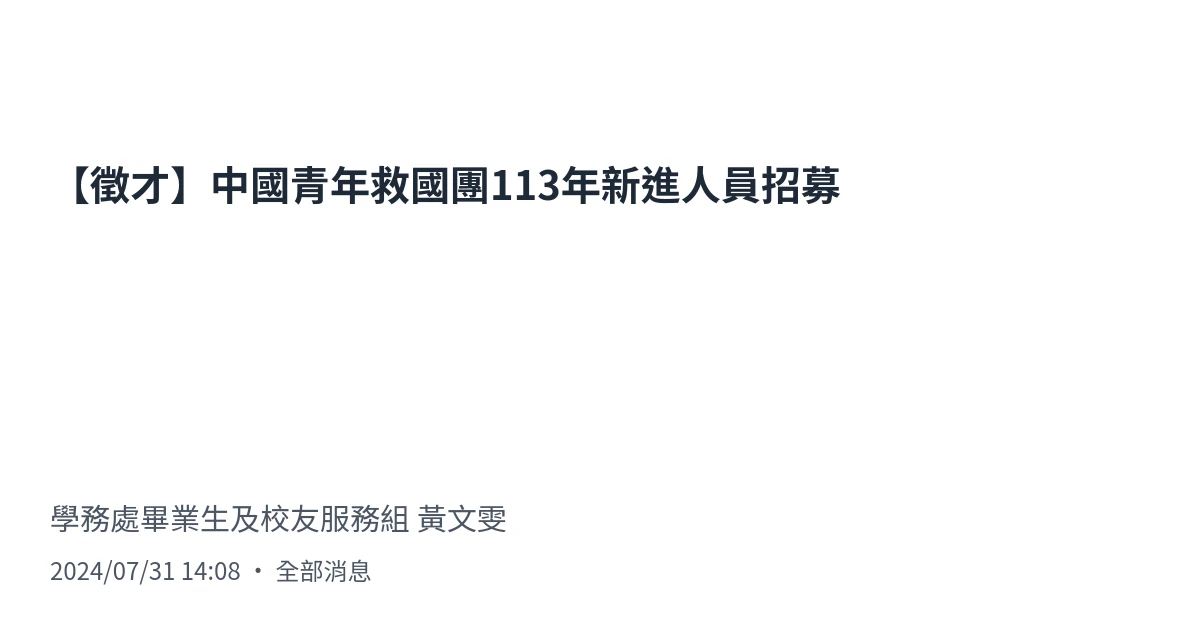 【徵才】中國青年救國團113年新進人員招募
學務處畢業生及校友服務組 黃文雯
2024/07/31 14:08 • 全部消息